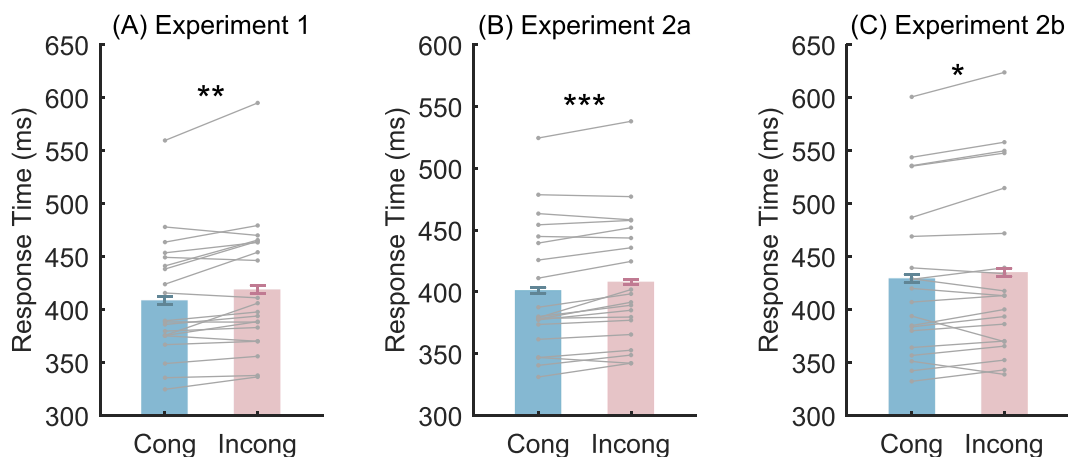 (A) Experiment 1
Response Time (ms)
650
600
550
500
450
400
350
300
**
Cong Incong
(B) Experiment 2a
Response Time (ms)
600
550
500
450
400
350
300
***
Cong Incong
(C) Experiment 2b
Response Time (ms)
650
600
550
500
450
400
350
300
*
Cong Incong